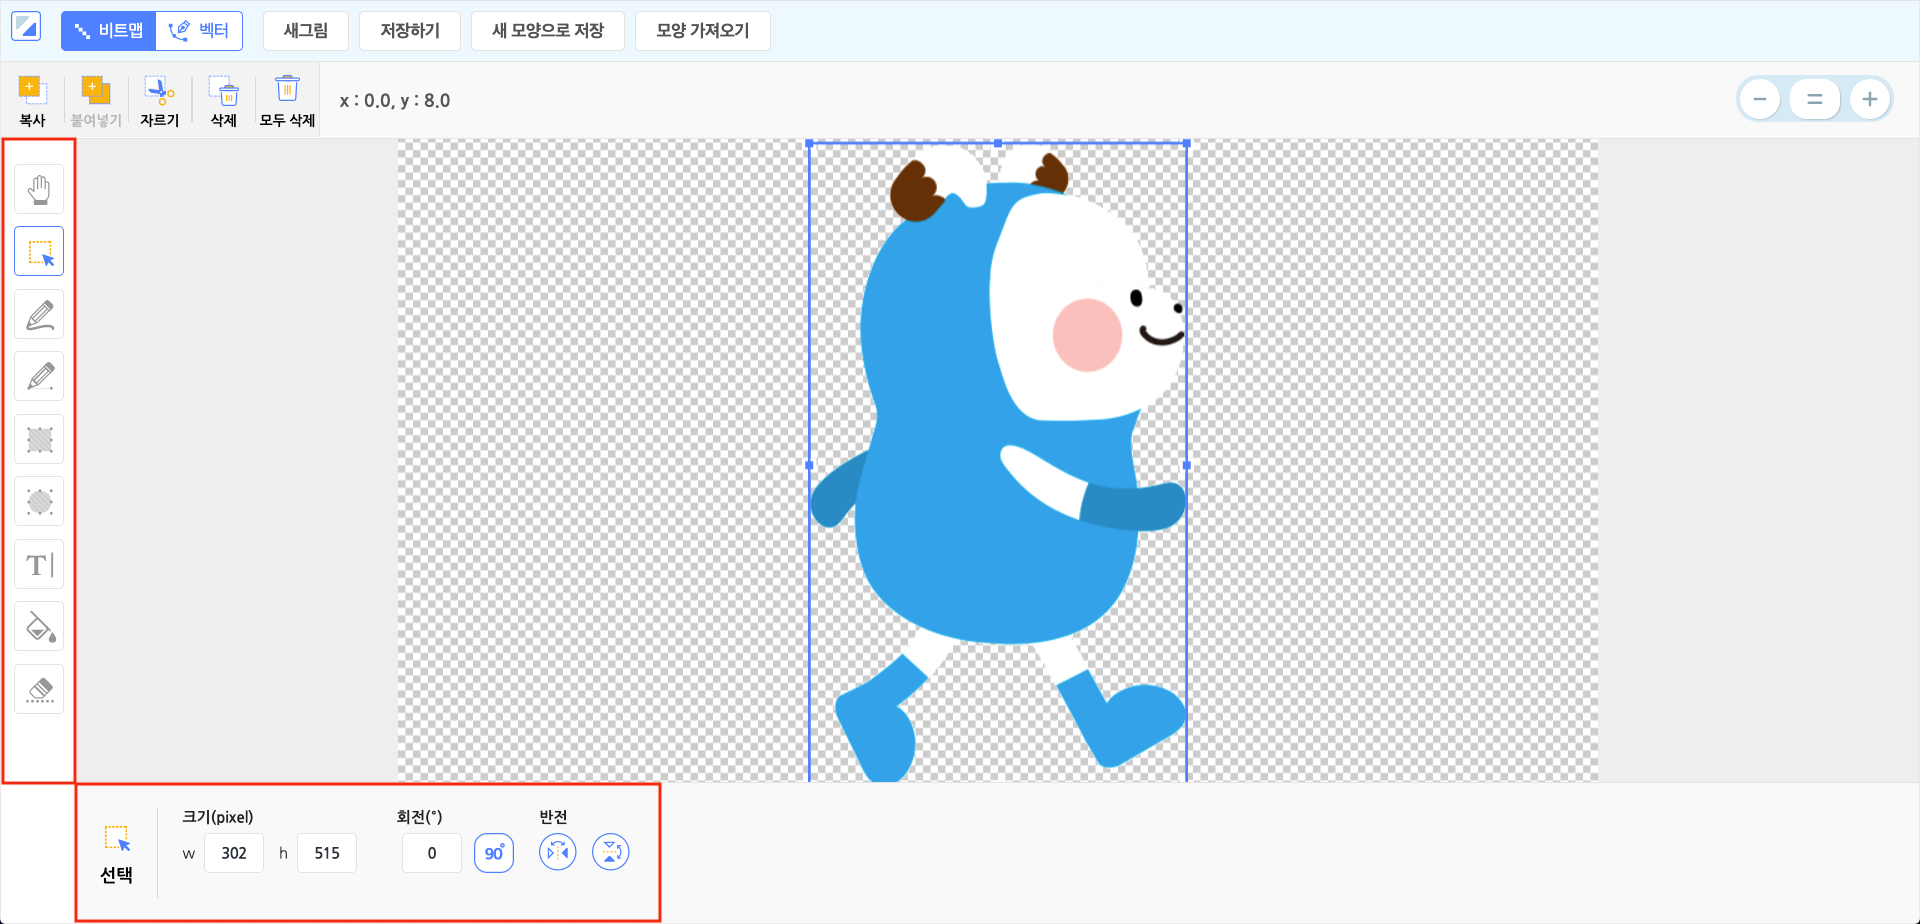 비트맵 벡터 새그림 저장하기 새 모양으로 저장 모양 가져오기
복사 붙여넣기 자르기 삭제 모두 삭제 x : 0.0, y : 8.0
T
크기(pixel) 회전(°) 반전
w 302 h 515 0 90°
선택